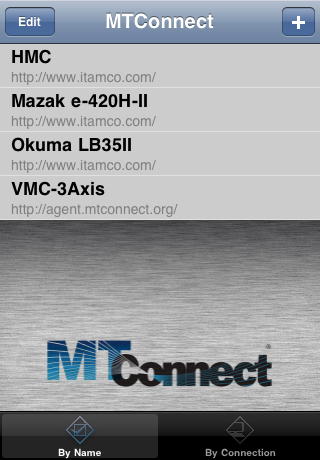 Edit
MTConnect
+
HMC
http://www.itamco.com/
Mazak e-420H-II
http://www.itamco.com/
Okuma LB35II
http://www.itamco.com/
VMC-3Axis
http://agent.mtconnect.org/
MTConnect®
By Name
By Connection